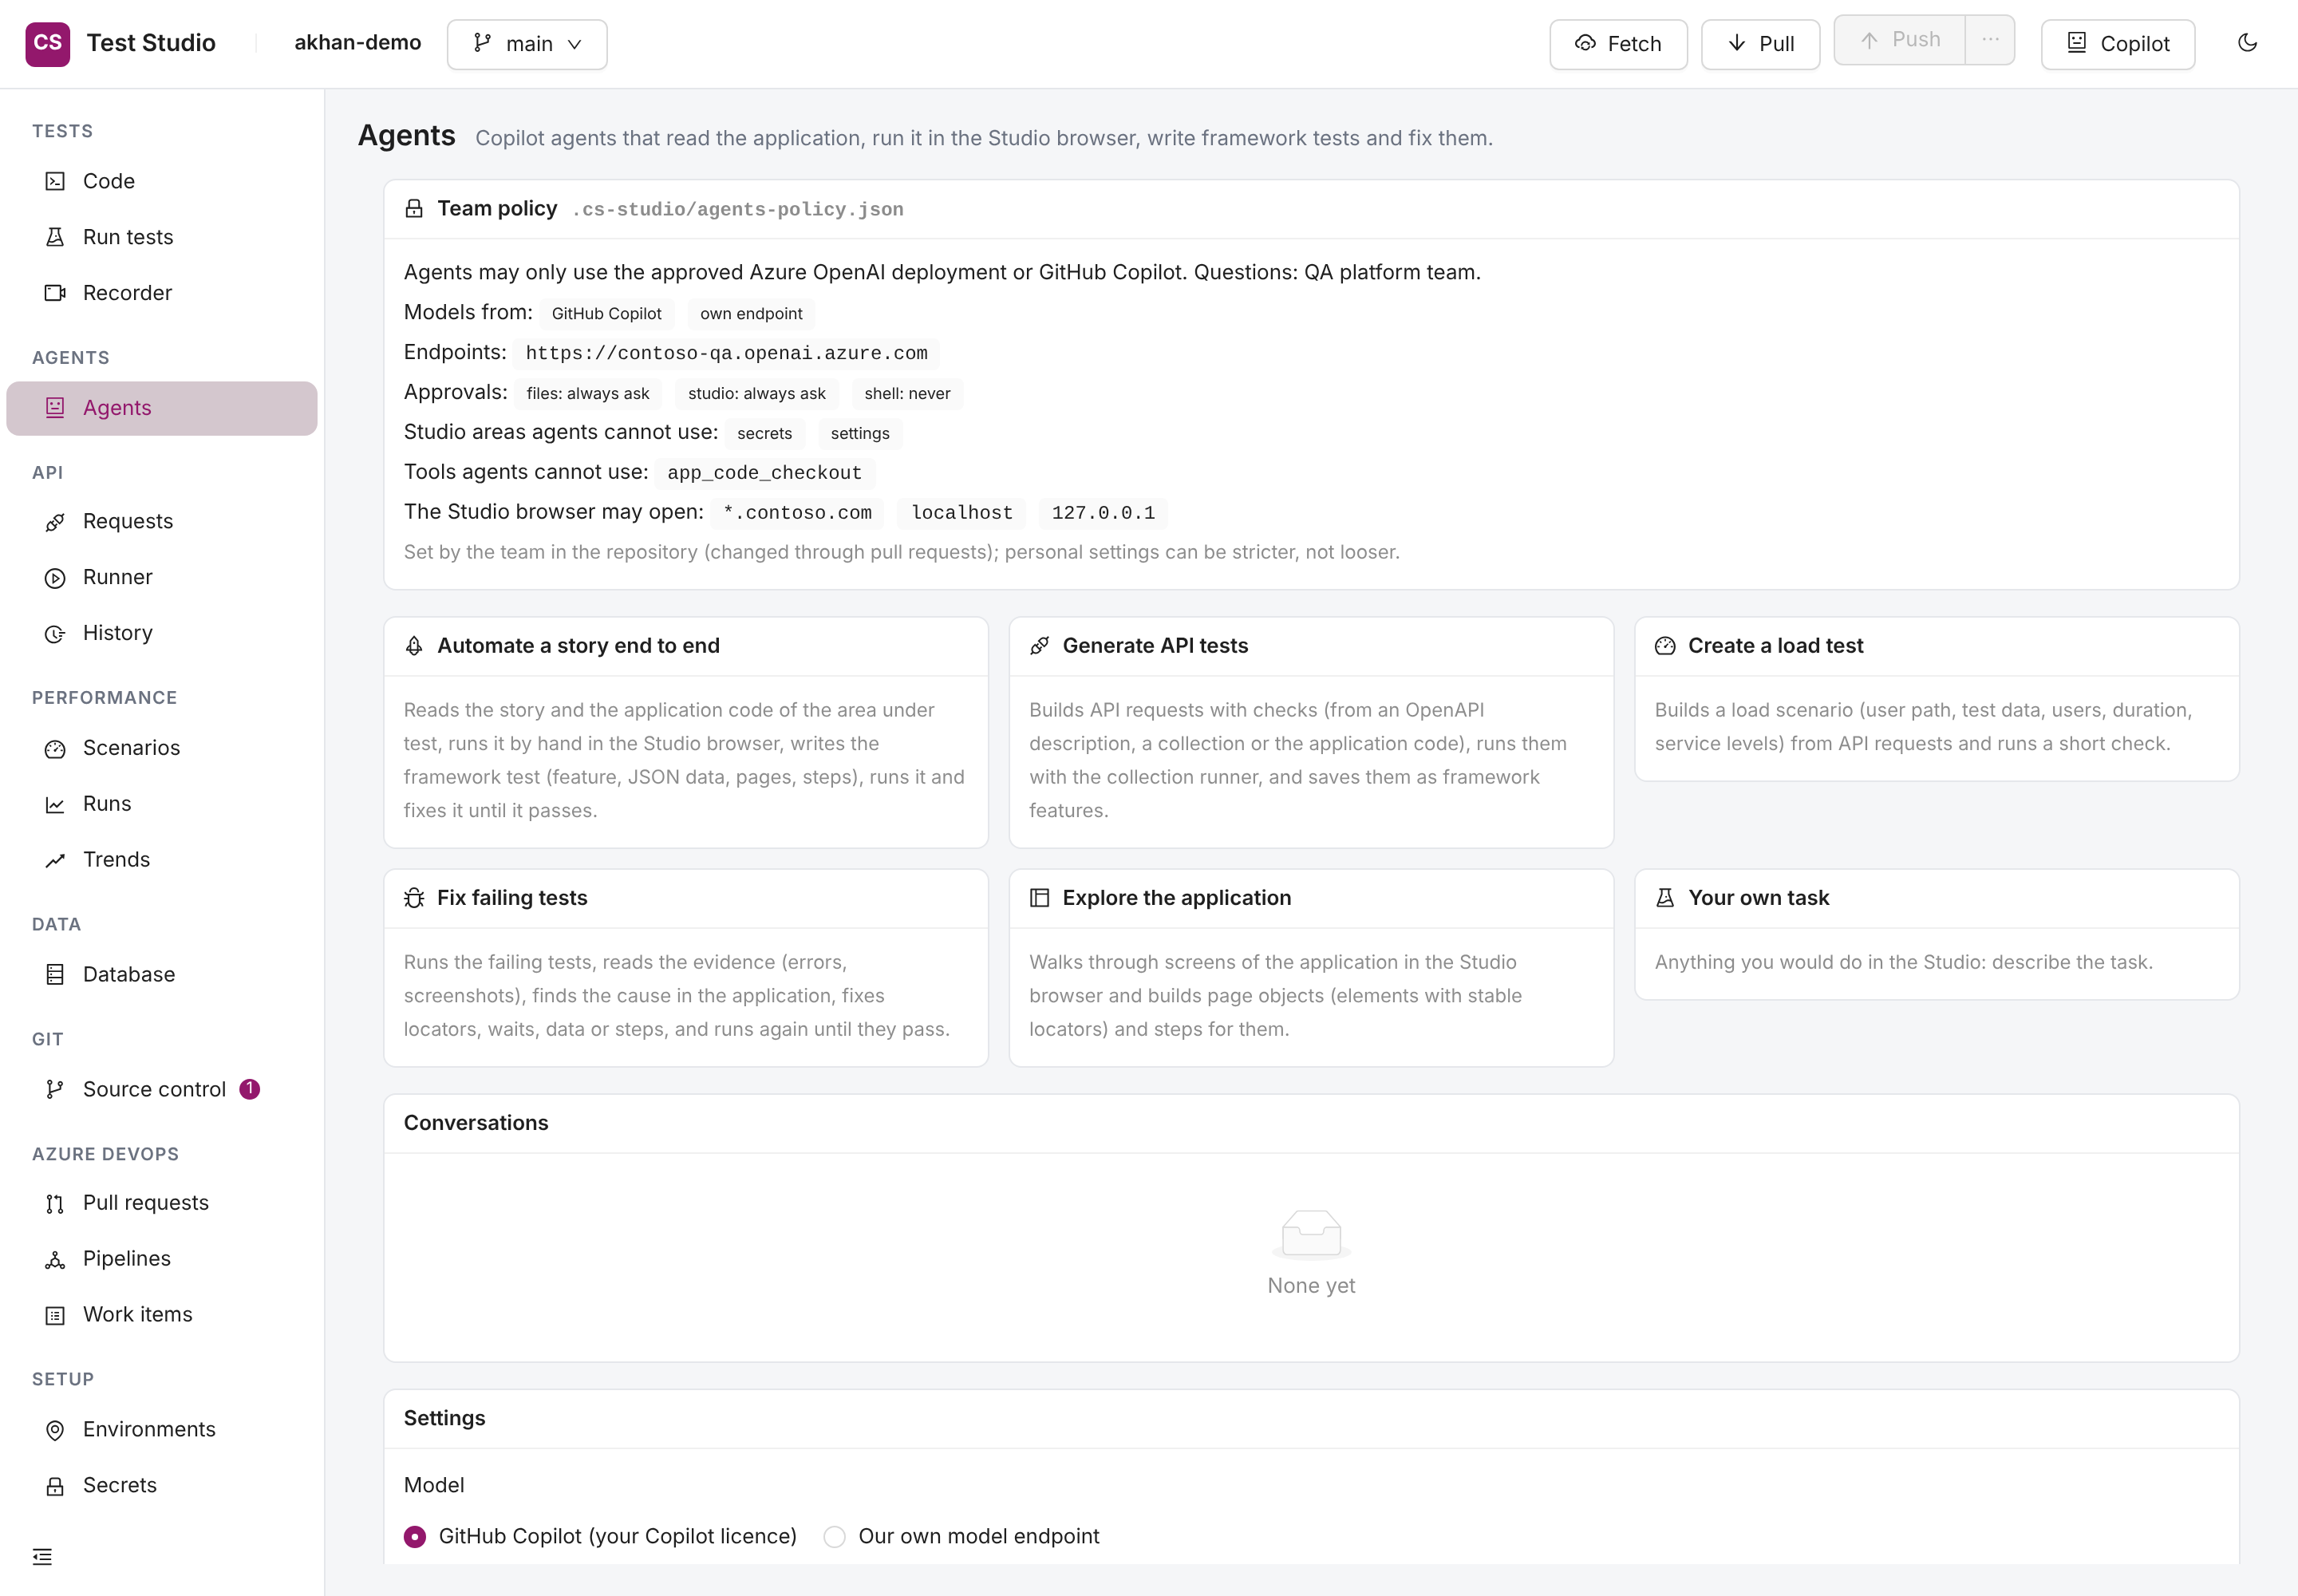 CS Test Studio akhan-demo main Fetch Pull Push ··· Copilot
TESTS
Code
Run tests
Recorder
AGENTS
Agents
API
Requests
Runner
History
PERFORMANCE
Scenarios
Runs
Trends
DATA
Database
GIT
Source control 1
AZURE DEVOPS
Pull requests
Pipelines
Work items
SETUP
Environments
Secrets
Agents Copilot agents that read the application, run it in the Studio browser, write framework tests and fix them.
Team policy .cs-studio/agents-policy.json
Agents may only use the approved Azure OpenAI deployment or GitHub Copilot. Questions: QA platform team.
Models from: GitHub Copilot own endpoint
Endpoints: https://contoso-qa.openai.azure.com
Approvals: files: always ask studio: always ask shell: never
Studio areas agents cannot use: secrets settings
Tools agents cannot use: app_code_checkout
The Studio browser may open: *.contoso.com localhost 127.0.0.1
Set by the team in the repository (changed through pull requests); personal settings can be stricter, not looser.
Automate a story end to end
Reads the story and the application code of the area under
test, runs it by hand in the Studio browser, writes the
framework test (feature, JSON data, pages, steps), runs it and
fixes it until it passes.
Generate API tests
Builds API requests with checks (from an OpenAPI
description, a collection or the application code), runs them
with the collection runner, and saves them as framework
features.
Create a load test
Builds a load scenario (user path, test data, users, duration,
service levels) from API requests and runs a short check.
Fix failing tests
Runs the failing tests, reads the evidence (errors,
screenshots), finds the cause in the application, fixes
locators, waits, data or steps, and runs again until they pass.
Explore the application
Walks through screens of the application in the Studio
browser and builds page objects (elements with stable
locators) and steps for them.
Your own task
Anything you would do in the Studio: describe the task.
Conversations
None yet
Settings
Model
GitHub Copilot (your Copilot licence) Our own model endpoint